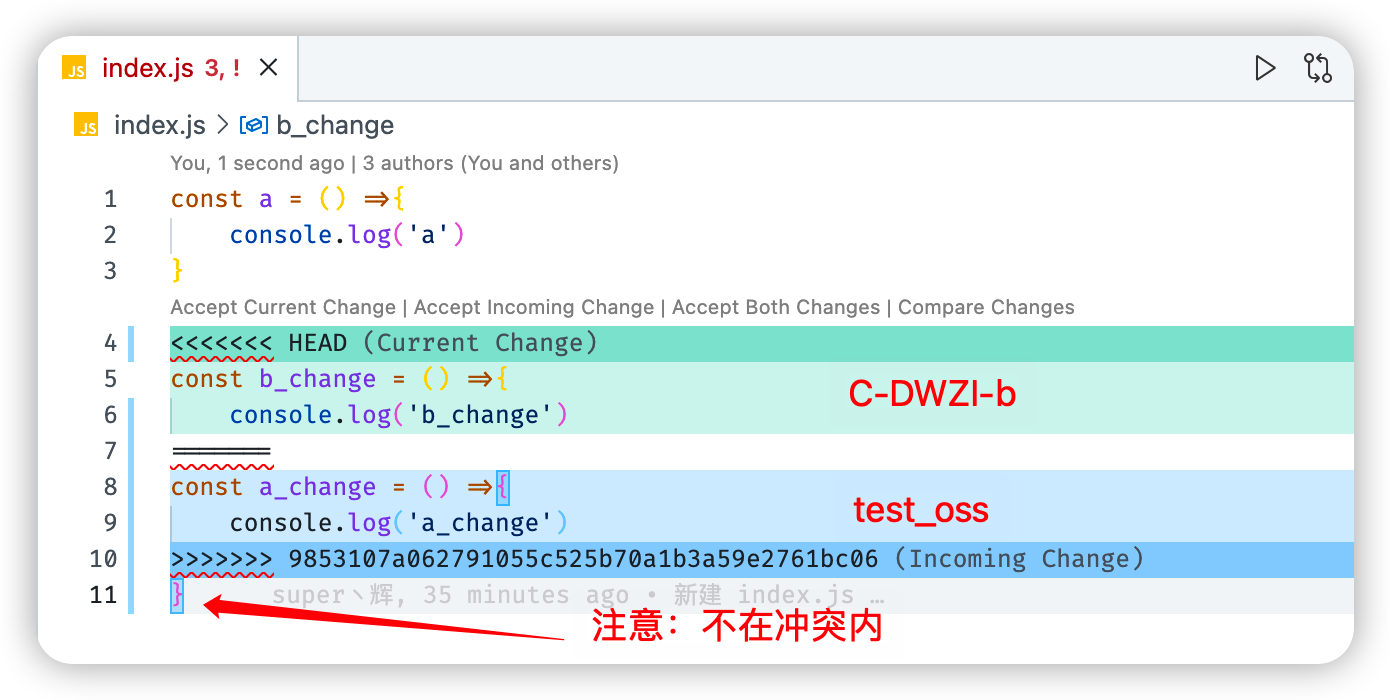 JS index.js 3, !
JS index.js > b_change
You, 1 second ago | 3 authors (You and others)
1 const a = () =>{
2 console.log('a')
3 }
Accept Current Change | Accept Incoming Change | Accept Both Changes | Compare Changes
4 <<<<<<< HEAD (Current Change)
5 const b_change = () =>{
C-DWZI-b
6 console.log('b_change')
7 =======
8 const a_change = () =>{
test_oss
9 console.log('a_change')
10 >>>>>>> 9853107a062791055c525b70a1b3a59e2761bc06 (Incoming Change)
11 } super丶辉, 35 minutes ago • 新建 index.js …
注意：不在冲突内